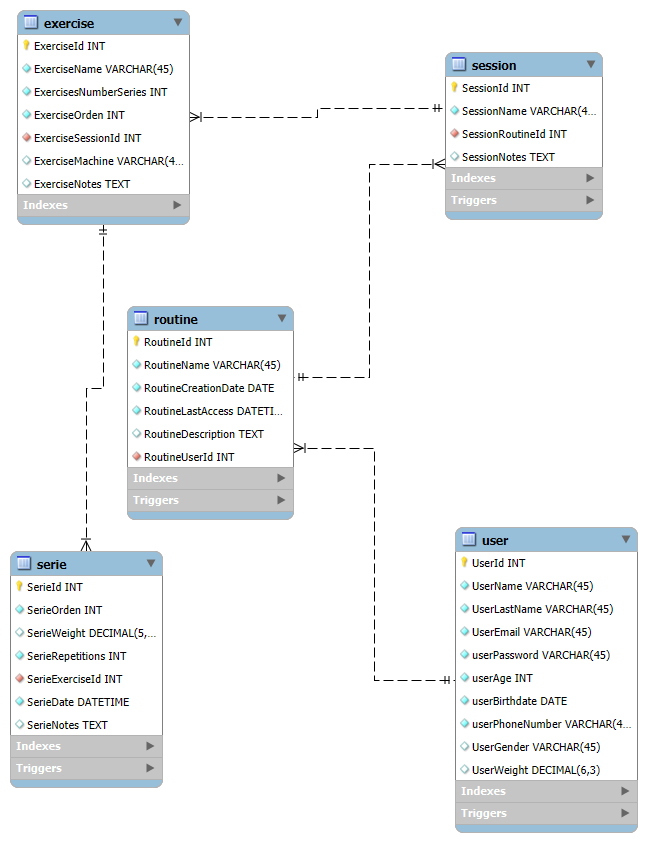 exercise
ExerciseId INT
ExerciseName VARCHAR(45)
ExercisesNumberSeries INT
ExerciseOrden INT
ExerciseSessionId INT
ExerciseMachine VARCHAR(4...
ExerciseNotes TEXT
Indexes
session
SessionId INT
SessionName VARCHAR(4...
SessionRoutineId INT
SessionNotes TEXT
Indexes
Triggers
routine
RoutineId INT
RoutineName VARCHAR(45)
RoutineCreationDate DATE
RoutineLastAccess DATETI...
RoutineDescription TEXT
RoutineUserId INT
Indexes
Triggers
serie
SerieId INT
SerieOrden INT
SerieWeight DECIMAL(5,...
SerieRepetitions INT
SerieExerciseId INT
SerieDate DATETIME
SerieNotes TEXT
Indexes
Triggers
user
UserId INT
UserName VARCHAR(45)
UserLastName VARCHAR(45)
UserEmail VARCHAR(45)
userPassword VARCHAR(45)
userAge INT
userBirthdate DATE
userPhoneNumber VARCHAR(4...
UserGender VARCHAR(45)
UserWeight DECIMAL(6,3)
Indexes
Triggers